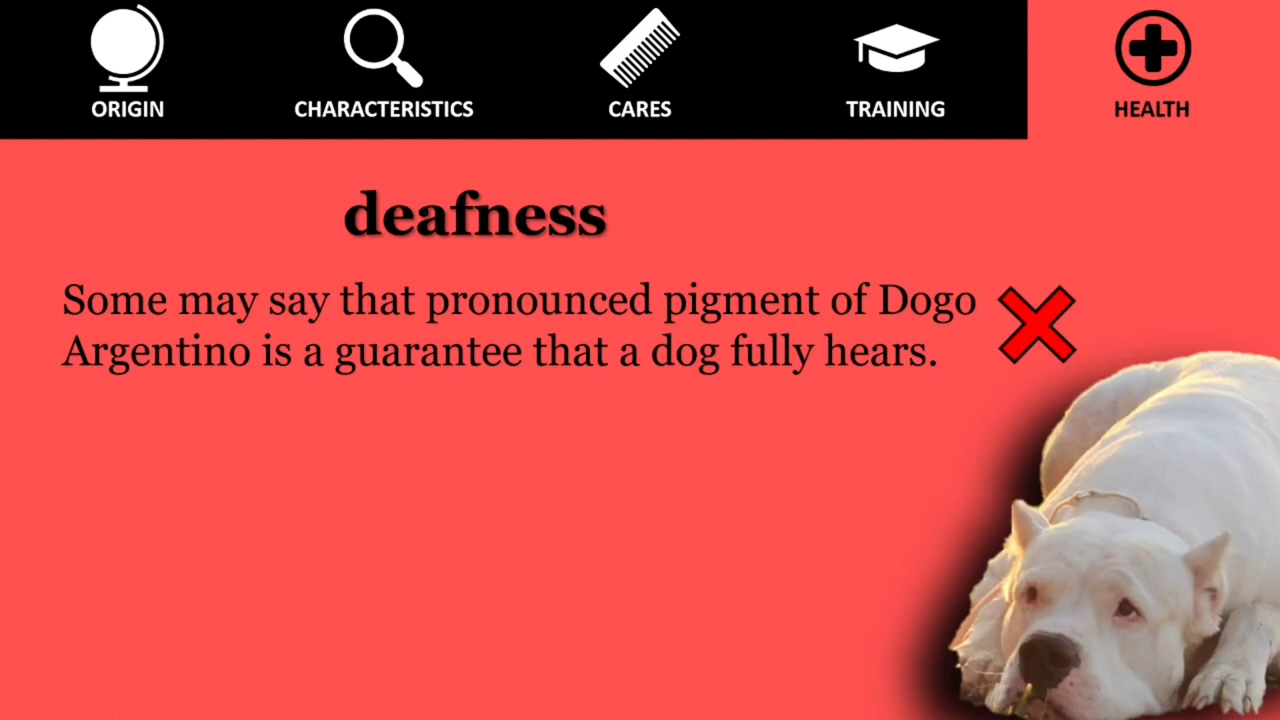 ORIGIN
CHARACTERISTICS
CARES
TRAINING
HEALTH
deafness
Some may say that pronounced pigment of Dogo
Argentino is a guarantee that a dog fully hears.